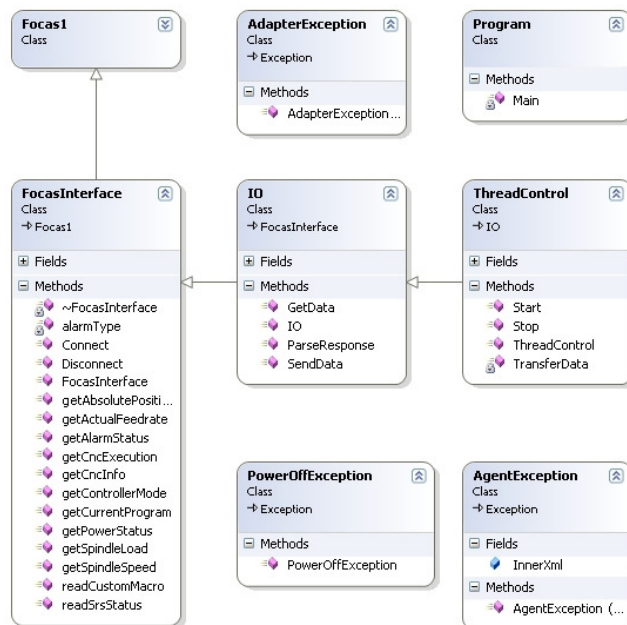 Focas1
Class
AdapterException
Class
Exception
Methods
AdapterException...
Program
Class
Methods
Main
FocasInterface
Class
Focas1
Fields
Methods
~FocasInterface
alarmType
Connect
Disconnect
FocasInterface
getAbsolutePositi...
getActualFeedrate
getAlarmStatus
getCncExecution
getCncInfo
getControllerMode
getCurrentProgram
getPowerStatus
getSpindleLoad
getSpindleSpeed
readCustomMacro
readSrsStatus
IO
Class
FocasInterface
Fields
Methods
GetData
IO
ParseResponse
SendData
ThreadControl
Class
IO
Fields
Methods
Start
Stop
ThreadControl
TransferData
PowerOffException
Class
Exception
Methods
PowerOffException
AgentException
Class
Exception
Fields
InnerXml
Methods
AgentException (...